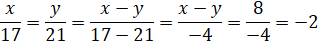 x/17 = y/21 = (x − y)/(17 − 21) = (x − y)/(−4) = 8/(−4) = −2